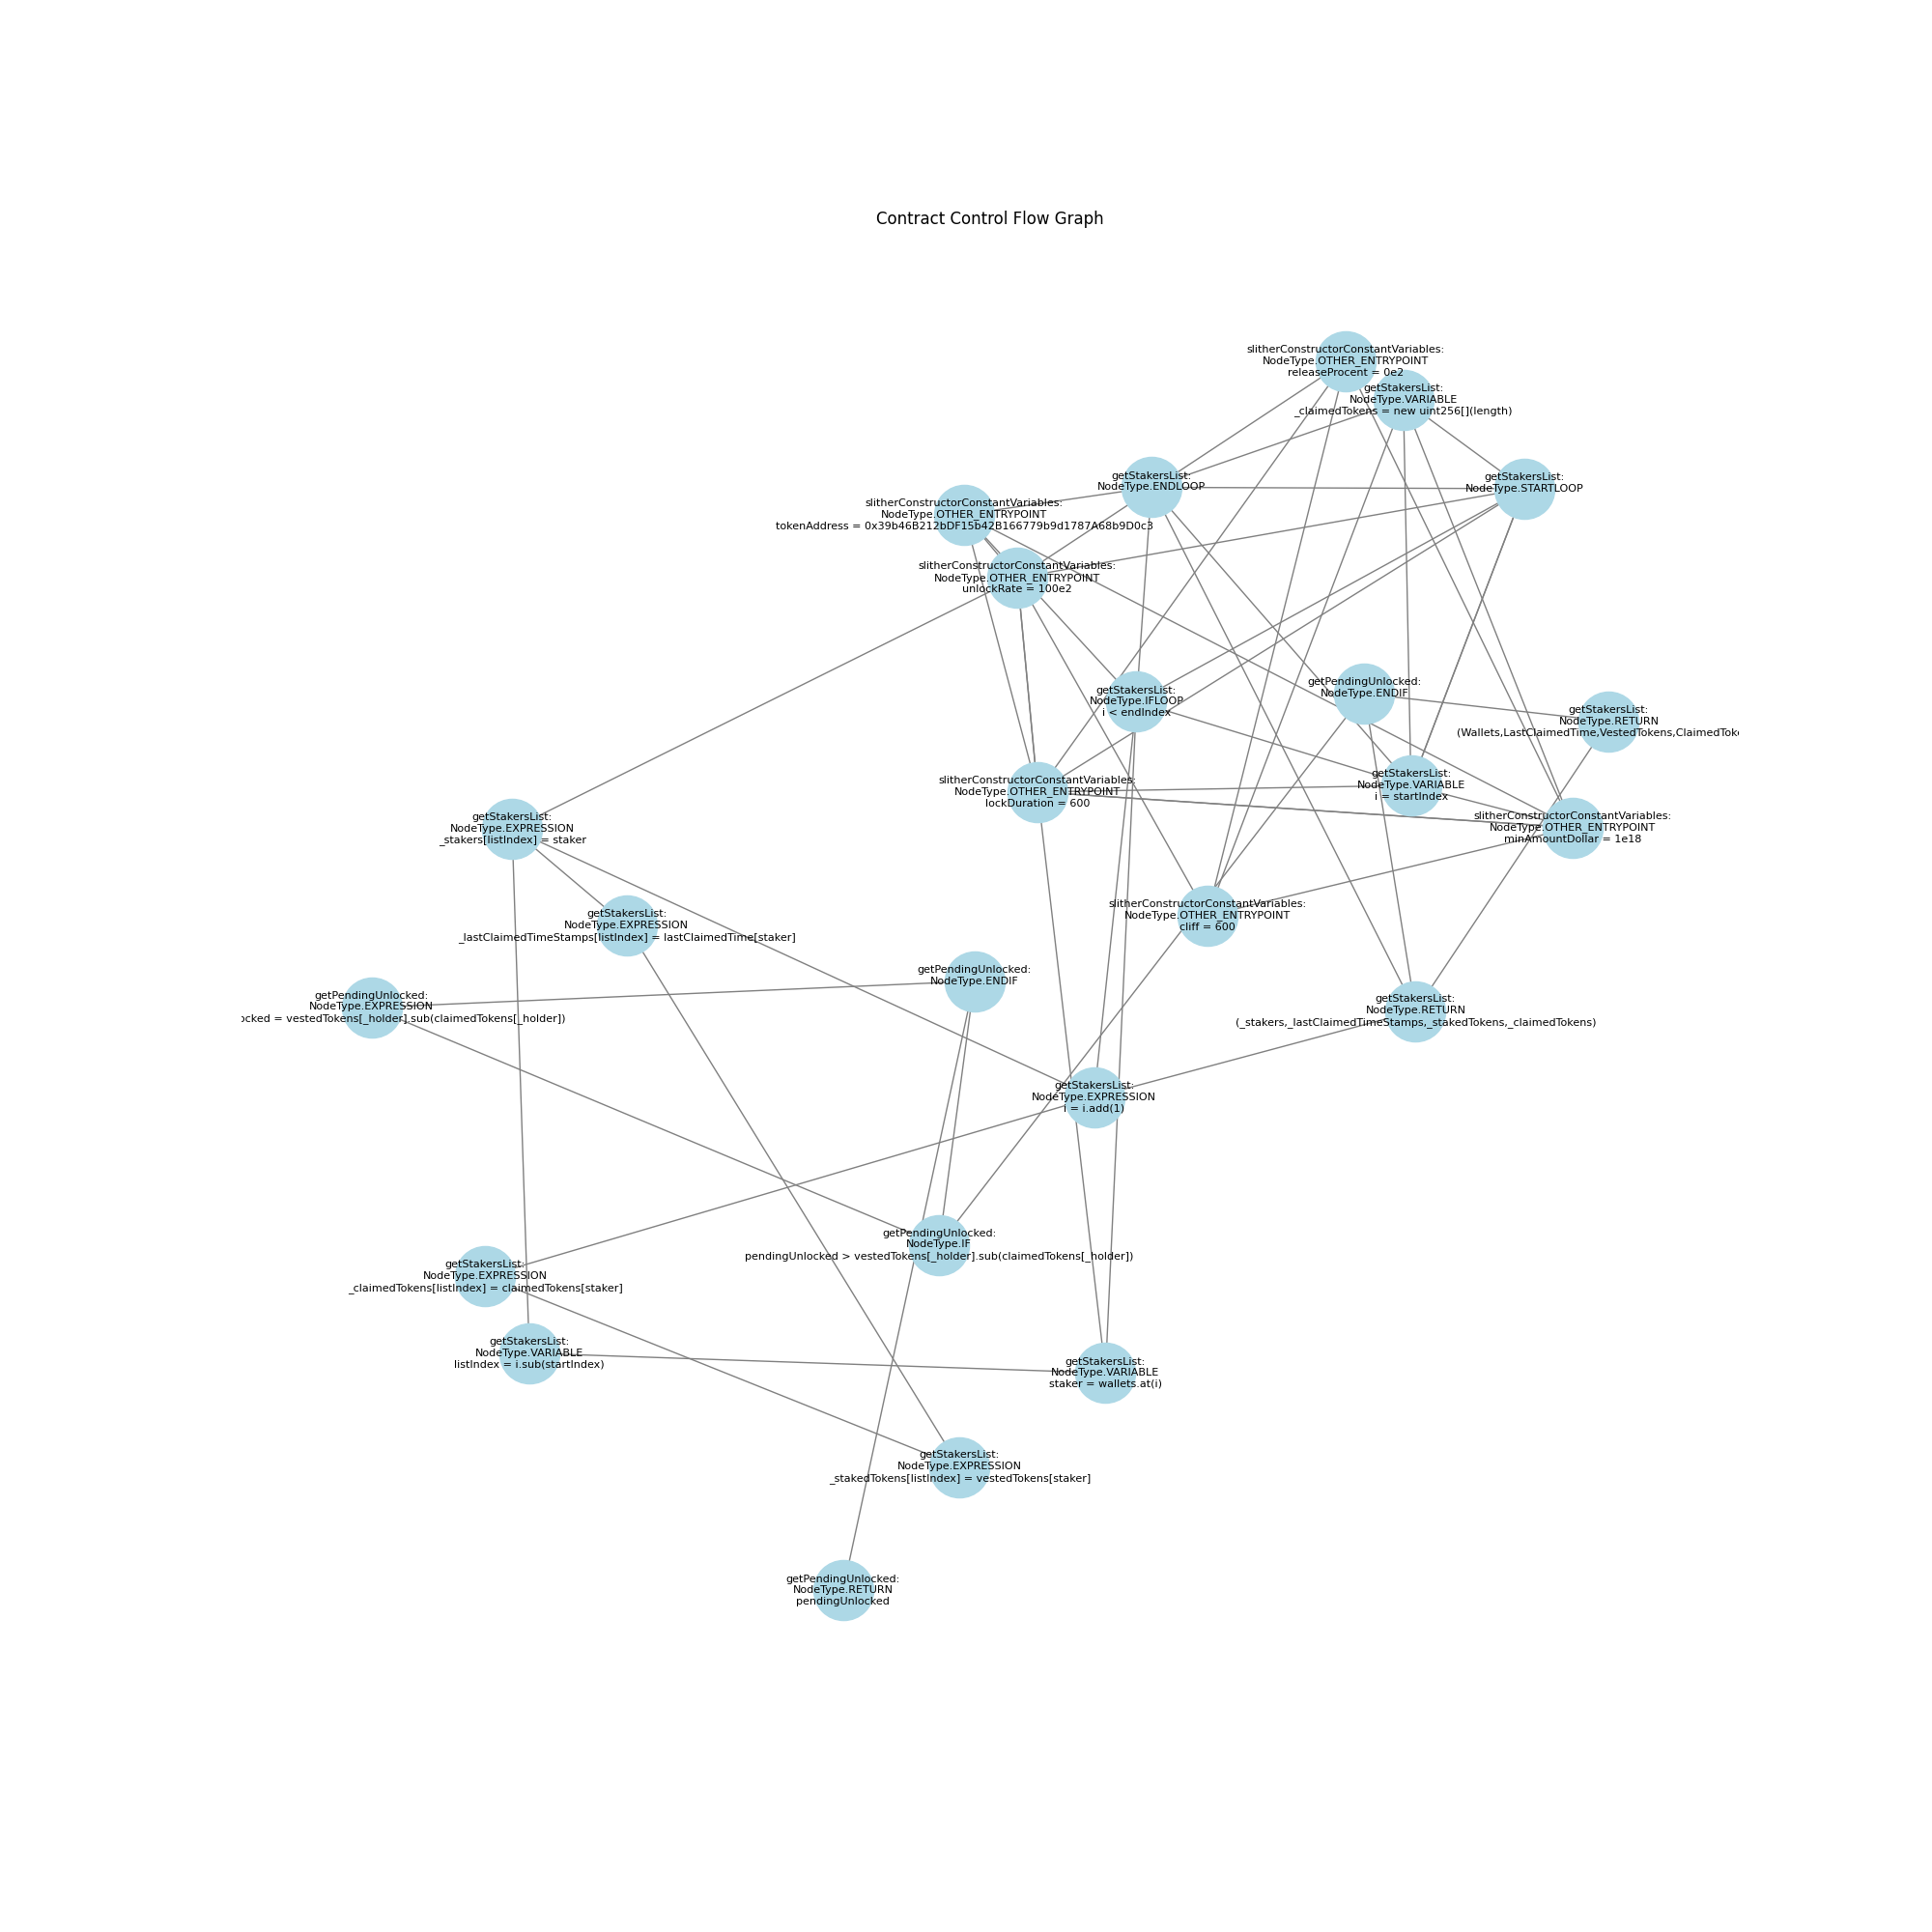 Contract Control Flow Graph
slitherConstructorConstantVariables:
NodeType.OTHER_ENTRYPOINT
releaseProcent = 0e2
getStakersList:
NodeType.VARIABLE
_claimedTokens = new uint256[](length)
getStakersList:
NodeType.ENDLOOP
getStakersList:
NodeType.STARTLOOP
slitherConstructorConstantVariables:
NodeType.OTHER_ENTRYPOINT
tokenAddress = 0x39b46B212bDF15b42B166779b9d1787A68b9D0c3
slitherConstructorConstantVariables:
NodeType.OTHER_ENTRYPOINT
unlockRate = 100e2
getStakersList:
NodeType.IFLOOP
i < endIndex
getPendingUnlocked:
NodeType.ENDIF
getStakersList:
NodeType.RETURN
(Wallets,LastClaimedTime,VestedTokens,ClaimedToke
slitherConstructorConstantVariables:
NodeType.OTHER_ENTRYPOINT
lockDuration = 600
getStakersList:
NodeType.VARIABLE
i = startIndex
slitherConstructorConstantVariables:
NodeType.OTHER_ENTRYPOINT
minAmountDollar = 1e18
getStakersList:
NodeType.EXPRESSION
_stakers[listIndex] = staker
slitherConstructorConstantVariables:
NodeType.OTHER_ENTRYPOINT
cliff = 600
getStakersList:
NodeType.EXPRESSION
_lastClaimedTimeStamps[listIndex] = lastClaimedTime[staker]
getPendingUnlocked:
NodeType.ENDIF
getPendingUnlocked:
NodeType.EXPRESSION
ocked = vestedTokens[_holder].sub(claimedTokens[_holder])
getStakersList:
NodeType.RETURN
(_stakers,_lastClaimedTimeStamps,_stakedTokens,_claimedTokens)
getStakersList:
NodeType.EXPRESSION
i = i.add(1)
getPendingUnlocked:
NodeType.IF
pendingUnlocked > vestedTokens[_holder].sub(claimedTokens[_holder])
getStakersList:
NodeType.EXPRESSION
_claimedTokens[listIndex] = claimedTokens[staker]
getStakersList:
NodeType.VARIABLE
listIndex = i.sub(startIndex)
getStakersList:
NodeType.VARIABLE
staker = wallets.at(i)
getStakersList:
NodeType.EXPRESSION
_stakedTokens[listIndex] = vestedTokens[staker]
getPendingUnlocked:
NodeType.RETURN
pendingUnlocked